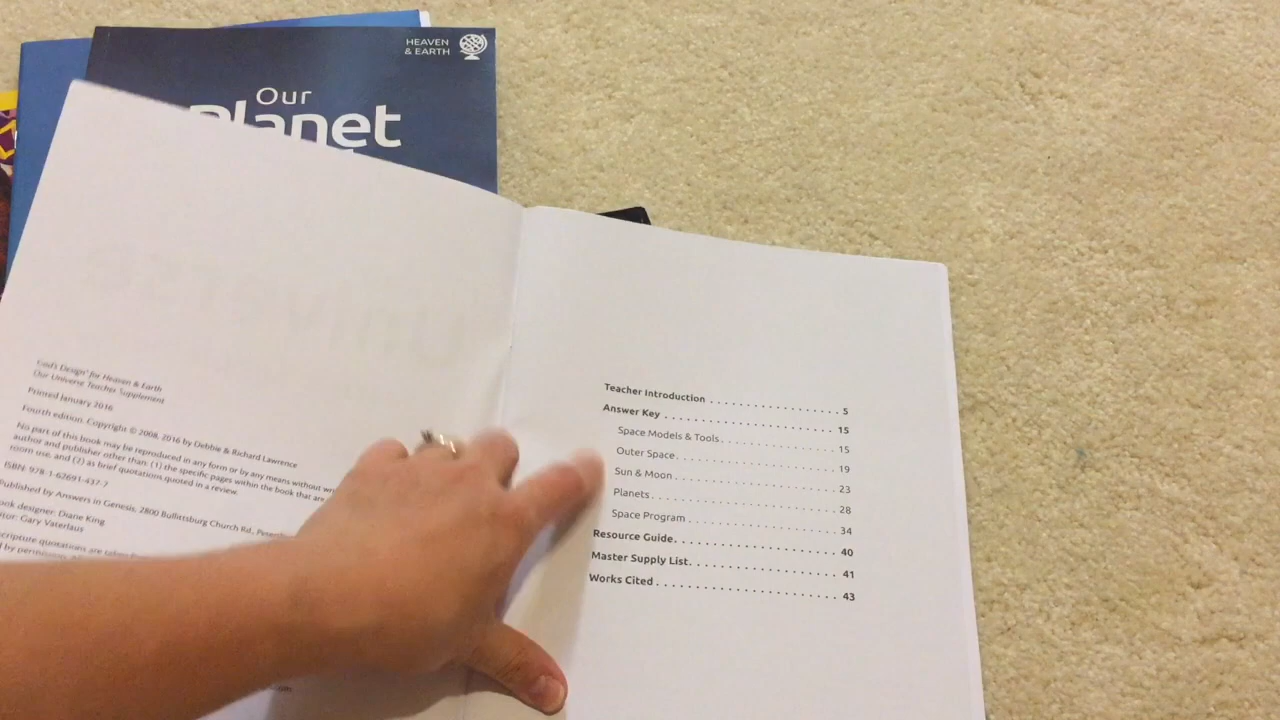 HEAVEN
& EARTH
Our
Planet
God's Design® for Heaven & Earth
Our Universe Teacher Supplement
Printed January 2016
Fourth edition. Copyright © 2008, 2016 by Debbie & Richard Lawrence
No part of this book may be reproduced in any form or by any means without
author and publisher other than: (1) the specific pages within the book that are
room use, and (2) as brief quotations quoted in a review.
ISBN: 978-1-62691-437-7
Published by Answers in Genesis, 2800 Bullittsburg Church Rd.,
designer: Diane King
Gary Vaterlaus
quotations are
by permission.
Teacher Introduction . . . . . . . . . . . . . . . . . . . 5
Answer Key . . . . . . . . . . . . . . . . . . . . . . . . 15
Space Models & Tools . . . . . . . . . . . . . . . . . 15
Outer Space . . . . . . . . . . . . . . . . . . . . . . . 19
Sun & Moon . . . . . . . . . . . . . . . . . . . . . . . 23
Planets . . . . . . . . . . . . . . . . . . . . . . . . . . 28
Space Program . . . . . . . . . . . . . . . . . . . . . 34
Resource Guide . . . . . . . . . . . . . . . . . . . . . 40
Master Supply List . . . . . . . . . . . . . . . . . . . 41
Works Cited . . . . . . . . . . . . . . . . . . . . . . . 43